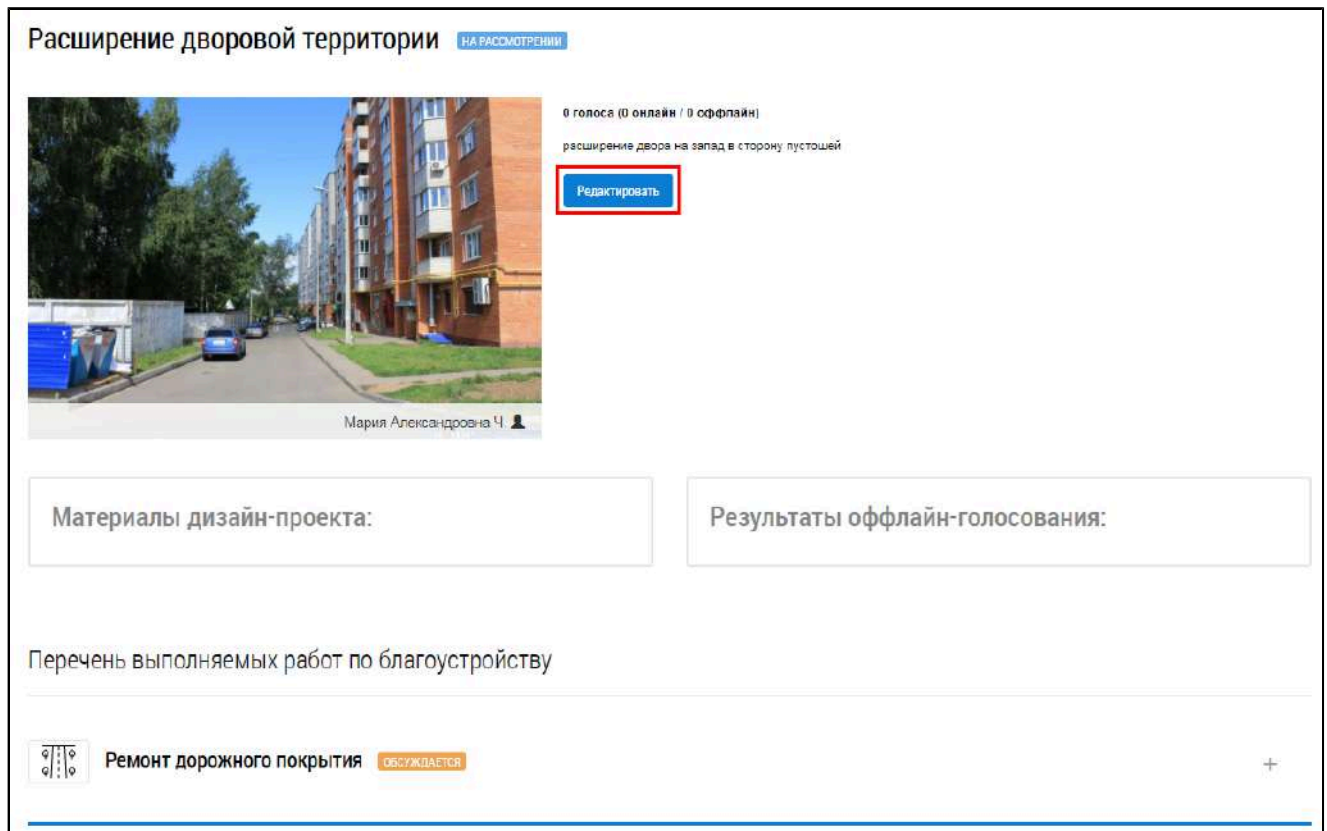 Расширение дворовой территории НА РАССМОТРЕНИИ
0 голоса (0 онлайн / 0 оффлайн)
расширение двора на запад в сторону пустошей
Редактировать
Мария Александровна Ч.
Материалы дизайн-проекта:
Результаты оффлайн-голосования:
Перечень выполняемых работ по благоустройству
Ремонт дорожного покрытия ОБСУЖДАЕТСЯ